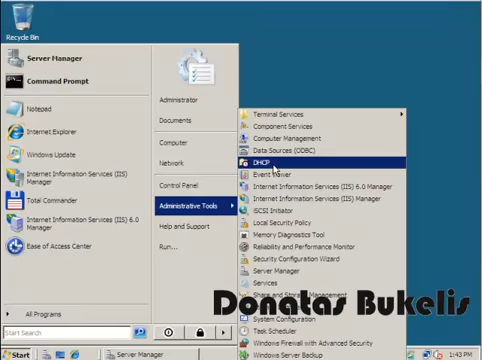 Recycle Bin
Server Manager
Command Prompt
Notepad
Internet Explorer
Windows Update
Internet Information Services (IIS)
Manager
Total Commander
Internet Information Services (IIS) 6.0
Manager
Ease of Access Center
All Programs
Start Search
Administrator
Documents
Computer
Network
Control Panel
Administrative Tools
Help and Support
Run...
Terminal Services
Component Services
Computer Management
Data Sources (ODBC)
DHCP
Event Viewer
Internet Information Services (IIS) 6.0 Manager
Internet Information Services (IIS) Manager
iSCSI Initiator
Local Security Policy
Memory Diagnostics Tool
Reliability and Performance Monitor
Security Configuration Wizard
Server Manager
Services
Share and Storage Management
Donatas Bukelis
System Configuration
Task Scheduler
Windows Firewall with Advanced Security
Windows Server Backup
Start
Server Manager
1:43 PM